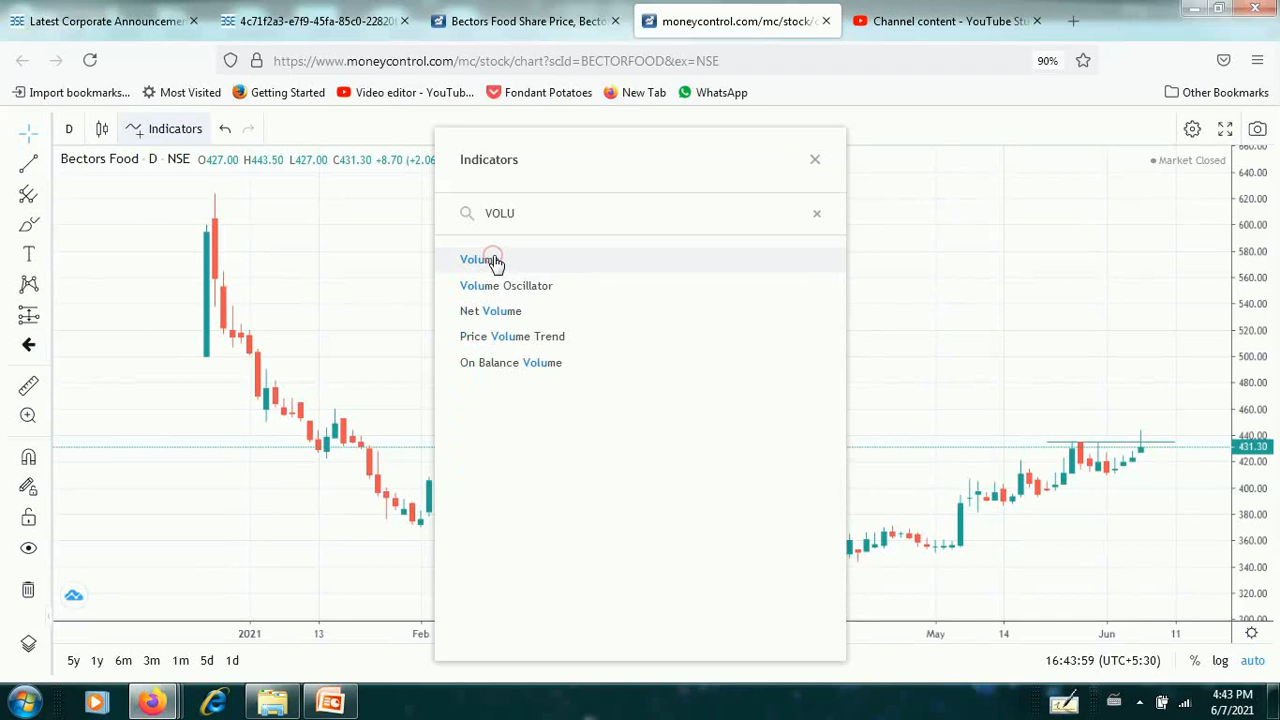 Latest Corporate Announcemen
4c71f2a3-e7f9-45fa-85c0-22820
Bectors Food Share Price, Becto
moneycontrol.com/mc/stock/c
Channel content - YouTube Stu
https://www.moneycontrol.com/mc/stock/chart?scId=BECTORFOOD&ex=NSE
90%
Import bookmarks...
Most Visited
Getting Started
Video editor - YouTub...
Fondant Potatoes
New Tab
WhatsApp
Other Bookmarks
D
Indicators
Bectors Food · D · NSE O427.00 H443.50 L427.00 C431.30 +8.70 (+2.06
Market Closed
Indicators
VOLU
Volume
Volume Oscillator
Net Volume
Price Volume Trend
On Balance Volume
660.00
640.00
620.00
600.00
580.00
560.00
540.00
520.00
500.00
480.00
460.00
440.00
431.30
420.00
400.00
380.00
360.00
340.00
320.00
300.00
2021
13
Feb
May
14
Jun
11
5y 1y 6m 3m 1m 5d 1d
16:43:59 (UTC+5:30)
% log auto
4:43 PM
6/7/2021